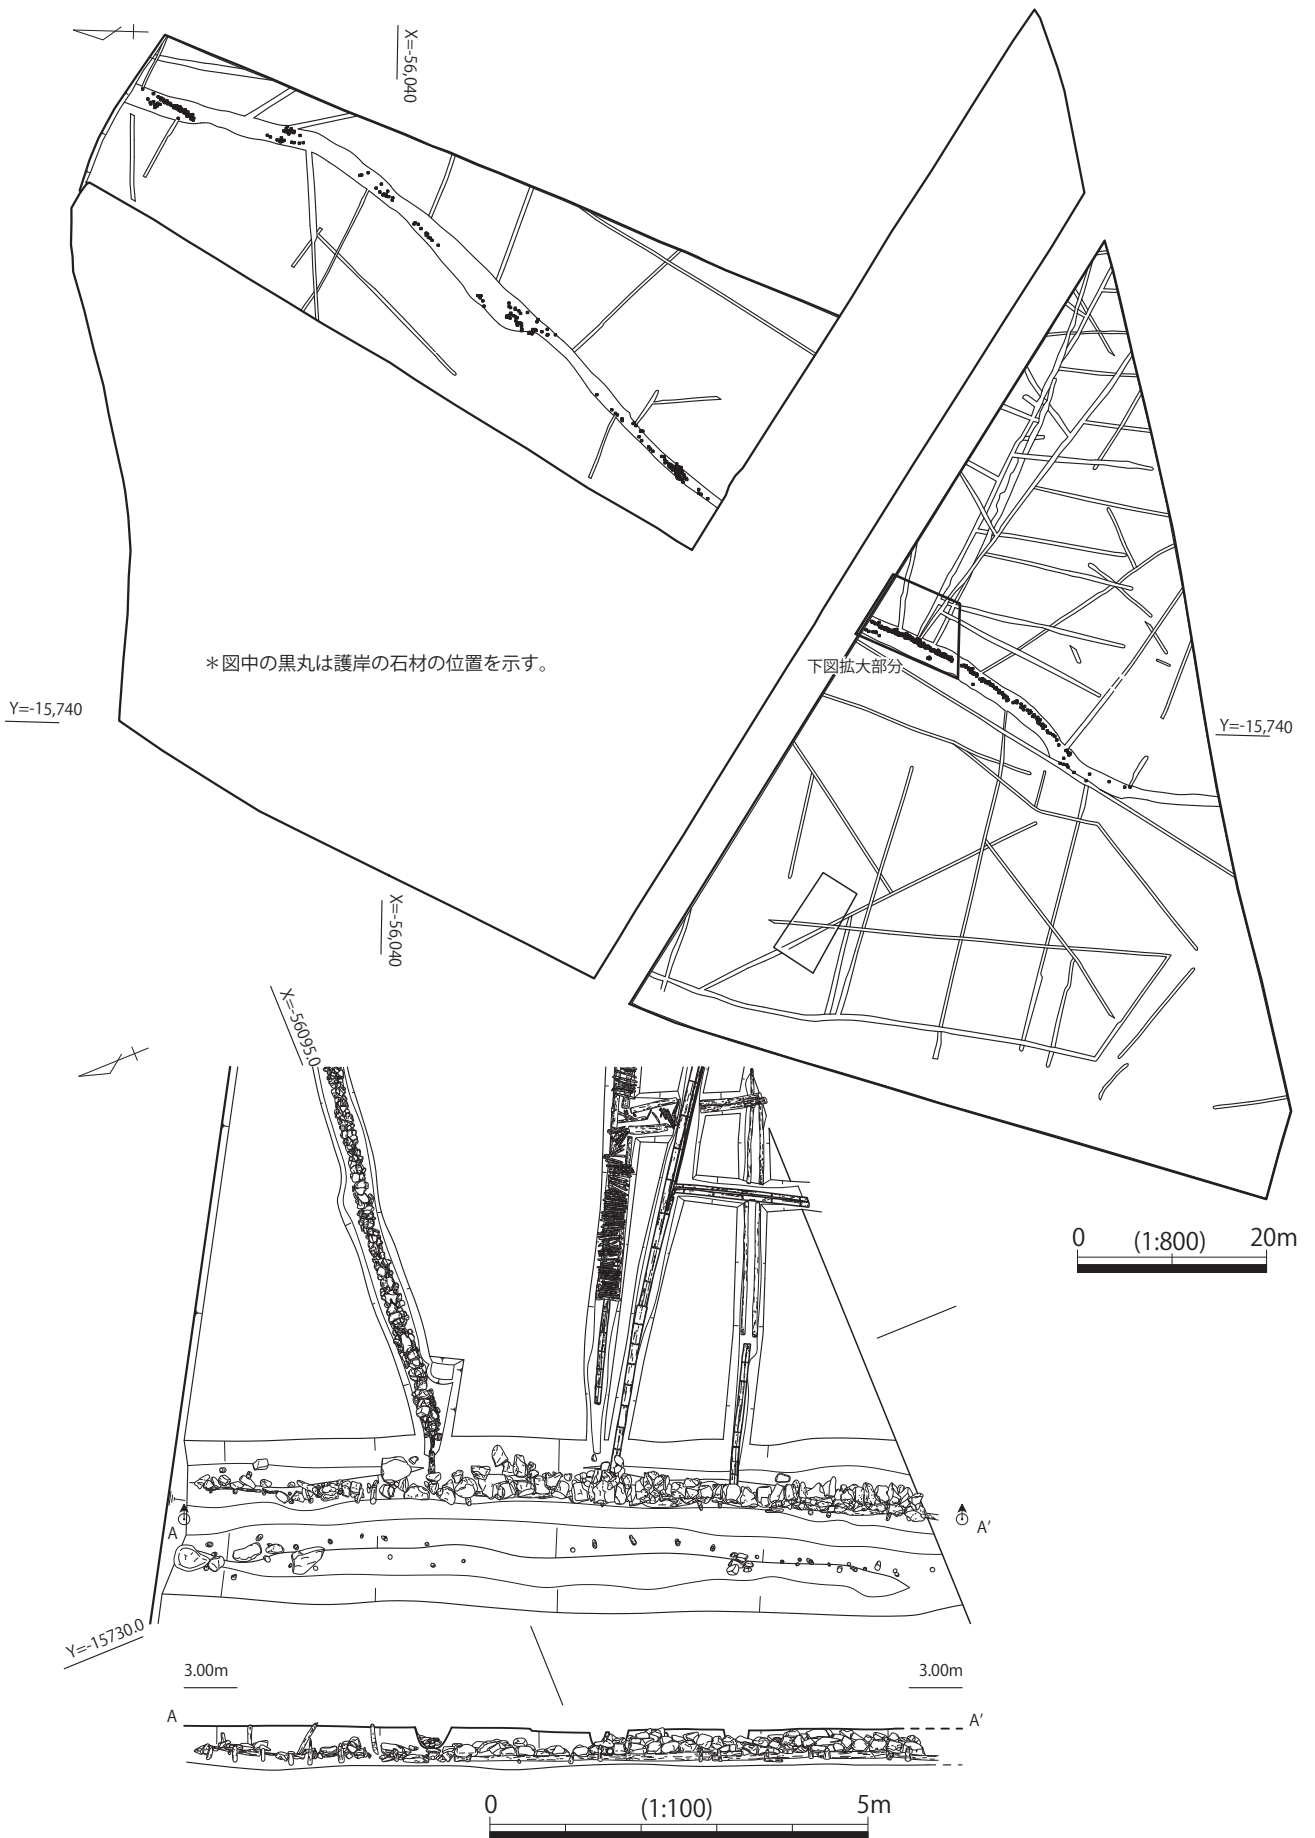 X=-56,040
＊図中の黒丸は護岸の石材の位置を示す。
下図拡大部分
Y=-15,740
Y=-15,740
X=-56,040
X=-56095.0
0 (1:800) 20m
A A′
Y=-15730.0
3.00m 3.00m
A A′
0 (1:100) 5m